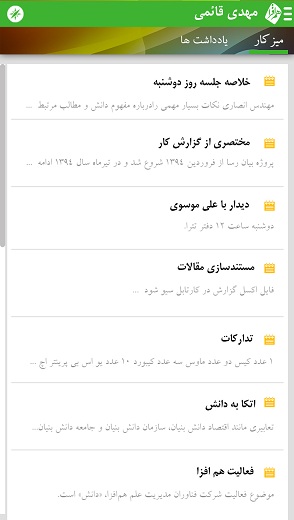 مهدی قائمی
میز کار
یادداشت ها
خلاصه جلسه روز دوشنبه
مهندس انصاری نکات بسیار مهمی رادرباره مفهوم دانش و مطالب مرتبط ...
مختصری از گزارش کار
پروژه بیان رسا از فروردین ۱۳۹۴ شروع شد و در تیرماه سال ۱۳۹۴ ادامه ...
دیدار با علی موسوی
دوشنبه ساعت ۱۲ دفتر تترا.
مستندسازی مقالات
فایل اکسل گزارش در کارتابل سیو شود ...
تدارکات
۱ عدد کیس دو عدد ماوس سه عدد کیبورد ۱۰ عدد یو اس بی پرینتر اچ ...
اتکا به دانش
تعابیری مانند اقتصاد دانش بنیان، سازمان دانش بنیان و جامعه دانش بنیان...
فعالیت هم افزا
موضوع فعالیت شرکت فناوران مدیریت علم هم‌افزا، «دانش» است.